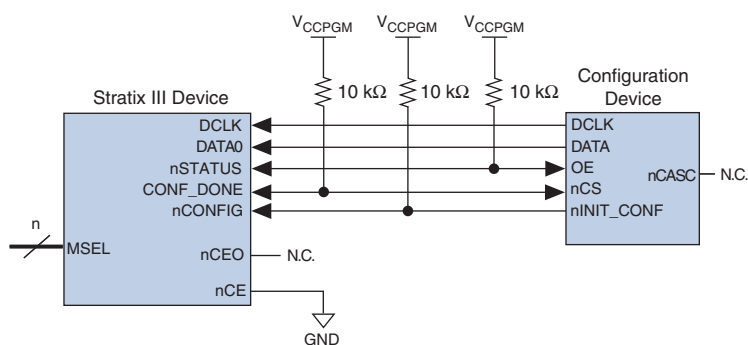 VCCPGM VCCPGM VCCPGM
10 kΩ 10 kΩ 10 kΩ
Stratix III Device
Configuration
Device
DCLK DCLK
DATA0 DATA
nSTATUS OE
CONF_DONE nCS
nCONFIG nINIT_CONF
nCASC N.C.
n
MSEL
nCEO N.C.
nCE
GND